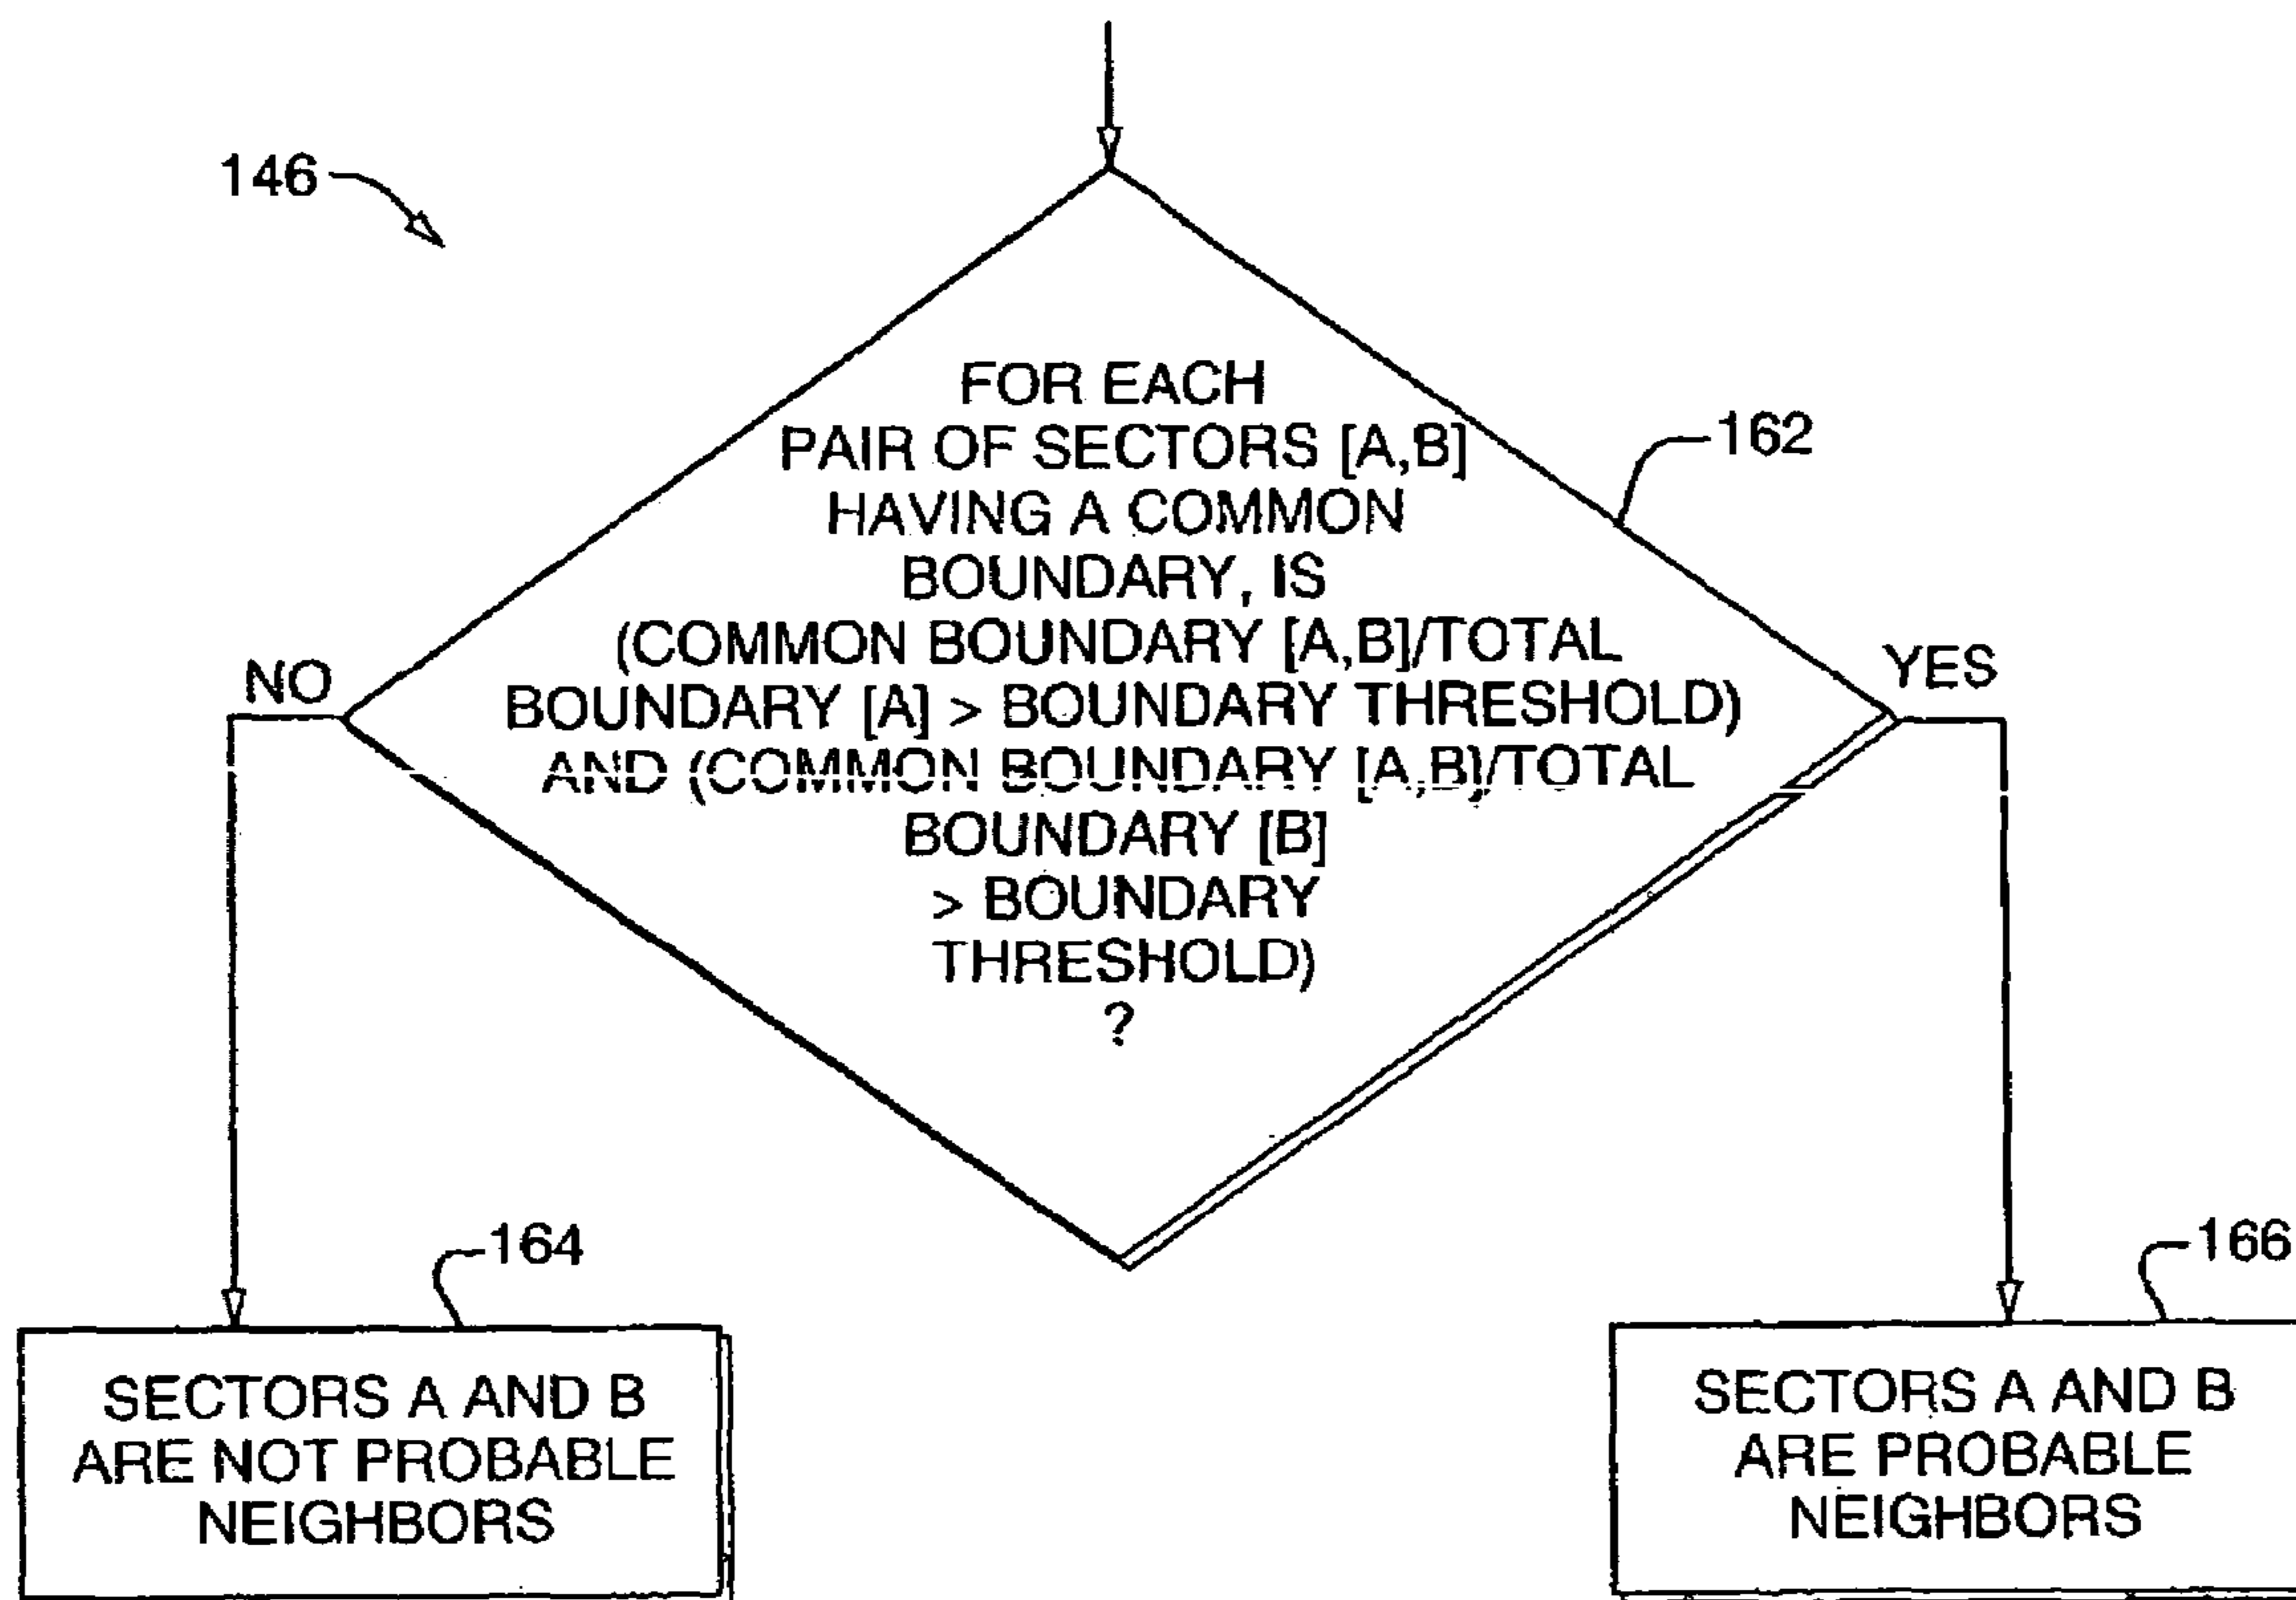 146
FOR EACH
PAIR OF SECTORS [A,B]
HAVING A COMMON
BOUNDARY, IS
(COMMON BOUNDARY [A,B]/TOTAL
BOUNDARY [A] > BOUNDARY THRESHOLD)
AND (COMMON BOUNDARY [A,B]/TOTAL
BOUNDARY [B]
> BOUNDARY
THRESHOLD)
?
162
NO
YES
164
SECTORS A AND B
ARE NOT PROBABLE
NEIGHBORS
166
SECTORS A AND B
ARE PROBABLE
NEIGHBORS